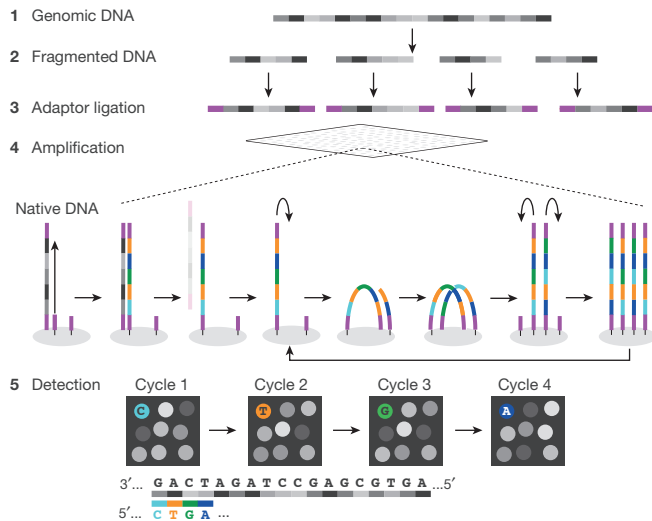 1 Genomic DNA
2 Fragmented DNA
3 Adaptor ligation
4 Amplification
Native DNA
5 Detection
Cycle 1 Cycle 2 Cycle 3 Cycle 4
C T G A
3′... G A C T A G A T C C G A G C G T G A ...5′
5′... C T G A ...